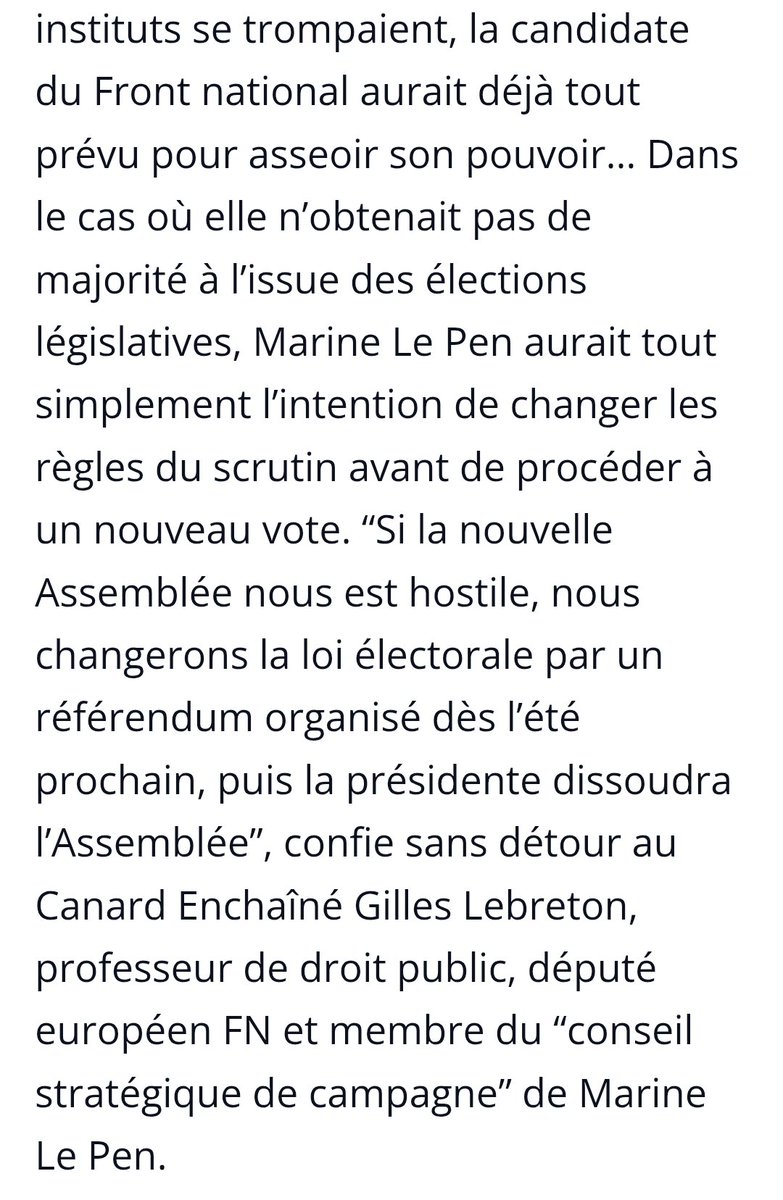 instituts se trompaient, la candidate
du Front national aurait déjà tout
prévu pour asseoir son pouvoir... Dans
le cas où elle n’obtenait pas de
majorité à l’issue des élections
législatives, Marine Le Pen aurait tout
simplement l’intention de changer les
règles du scrutin avant de procéder à
un nouveau vote. “Si la nouvelle
Assemblée nous est hostile, nous
changerons la loi électorale par un
référendum organisé dès l’été
prochain, puis la présidente dissoudra
l’Assemblée”, confie sans détour au
Canard Enchaîné Gilles Lebreton,
professeur de droit public, député
européen FN et membre du “conseil
stratégique de campagne” de Marine
Le Pen.